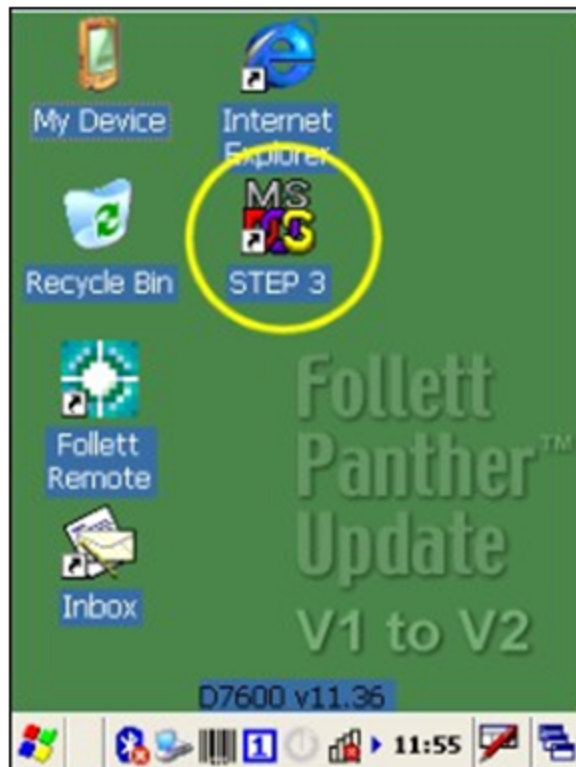 My Device
Internet
Explorer
Recycle Bin
MS
STEP 3
Follett
Remote
Follett
Panther™
Update
V1 to V2
Inbox
D7600 v11.36
1
11:55